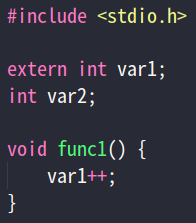 #include <stdio.h>
extern int var1;
int var2;
void func1() {
    var1++;
}